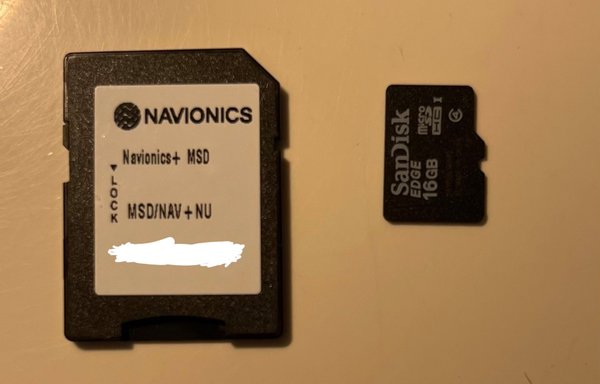 NAVIONICS
Navionics+ MSD
LOCK
MSD/NAV+NU
SanDisk
EDGE
16GB
micro
SD
HC I
4